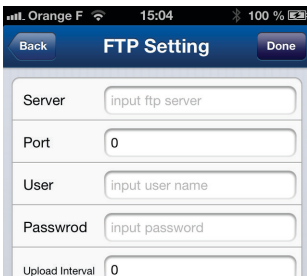 Orange F 15:04 100 %
Back FTP Setting Done
Server input ftp server
Port 0
User input user name
Passwrod input password
Upload Interval 0